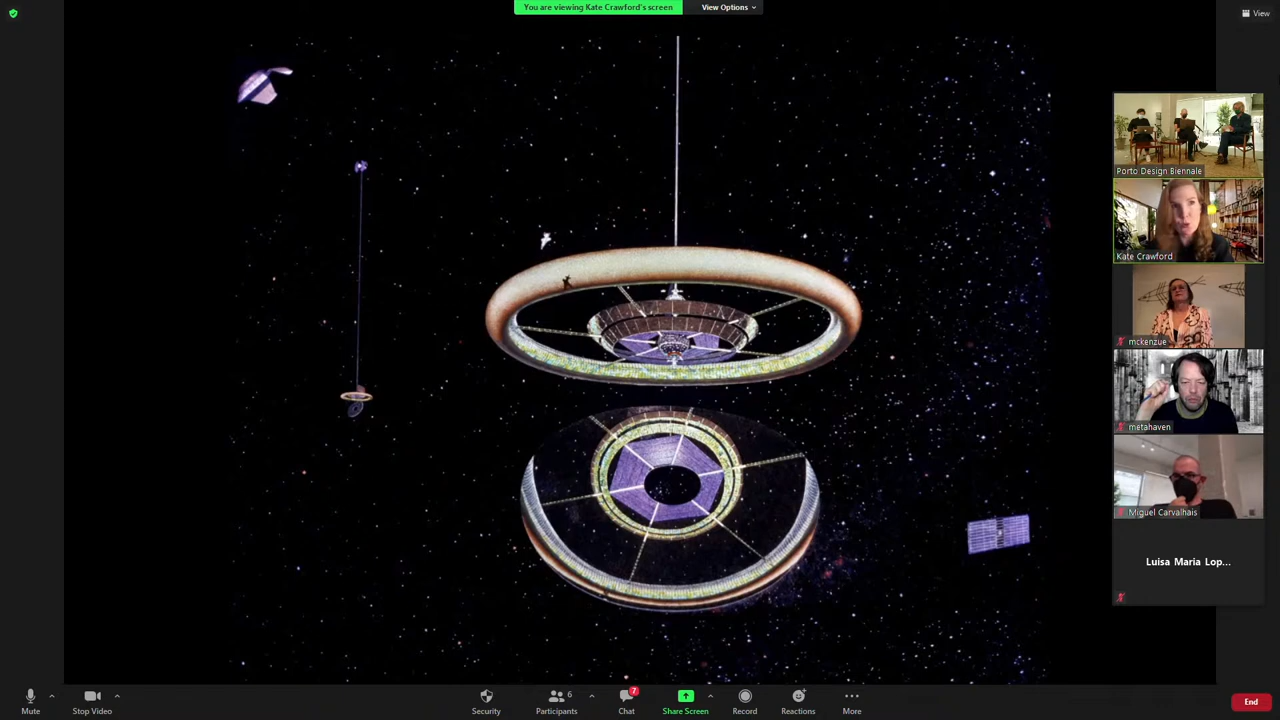 You are viewing Kate Crawford's screen
View Options
View
Porto Design Biennale
Kate Crawford
mckenzue
metahaven
Miguel Carvalhais
Luisa Maria Lop...
Mute
Stop Video
Security
6
Participants
7
Chat
Share Screen
Record
Reactions
More
End